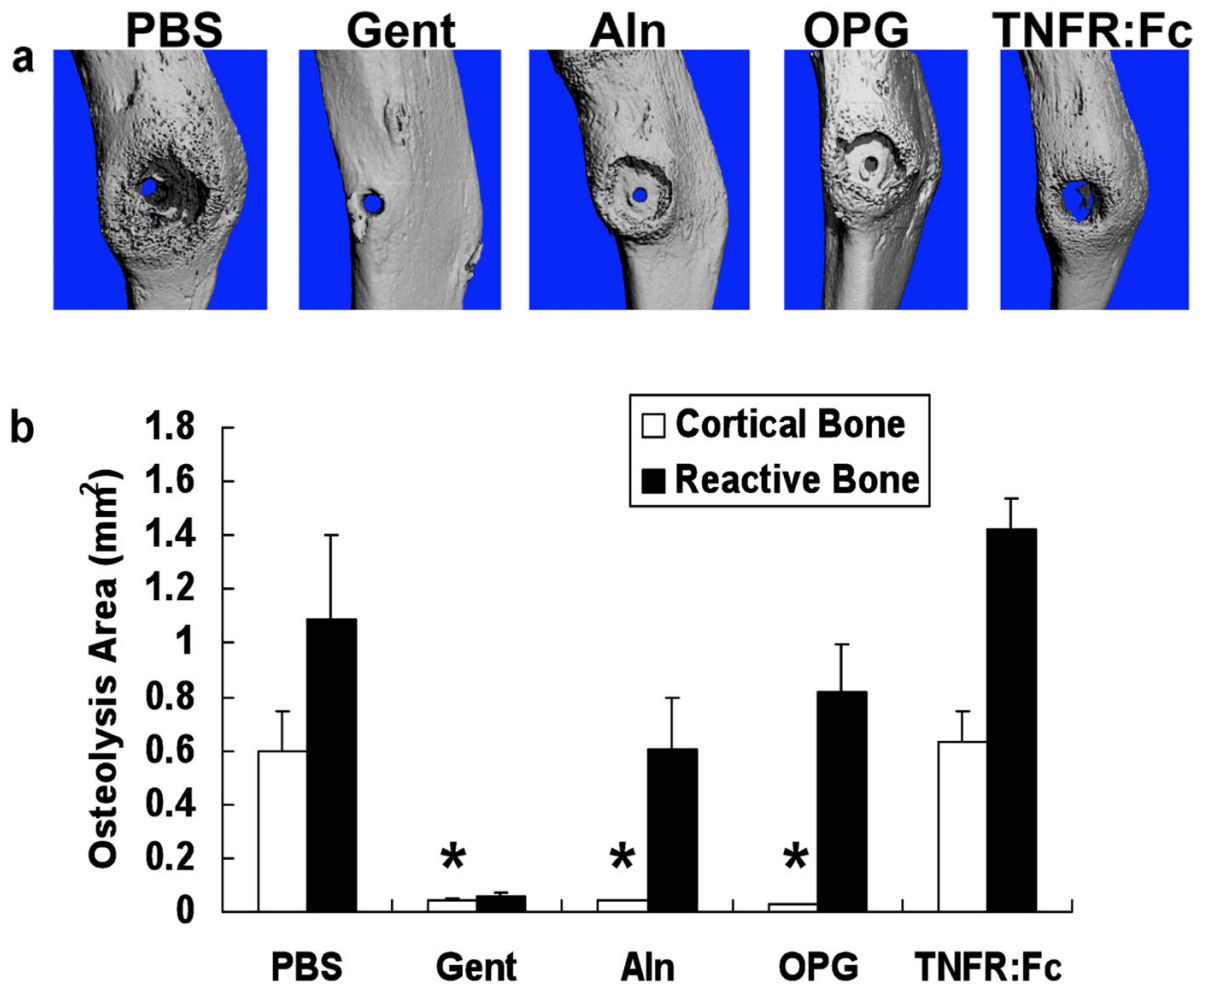 PBS Gent Aln OPG TNFR:Fc
a
b
Cortical Bone
Reactive Bone
Osteolysis Area (mm²)
1.8
1.6
1.4
1.2
1
0.8
0.6
0.4
0.2
0
* * *
PBS Gent Aln OPG TNFR:Fc